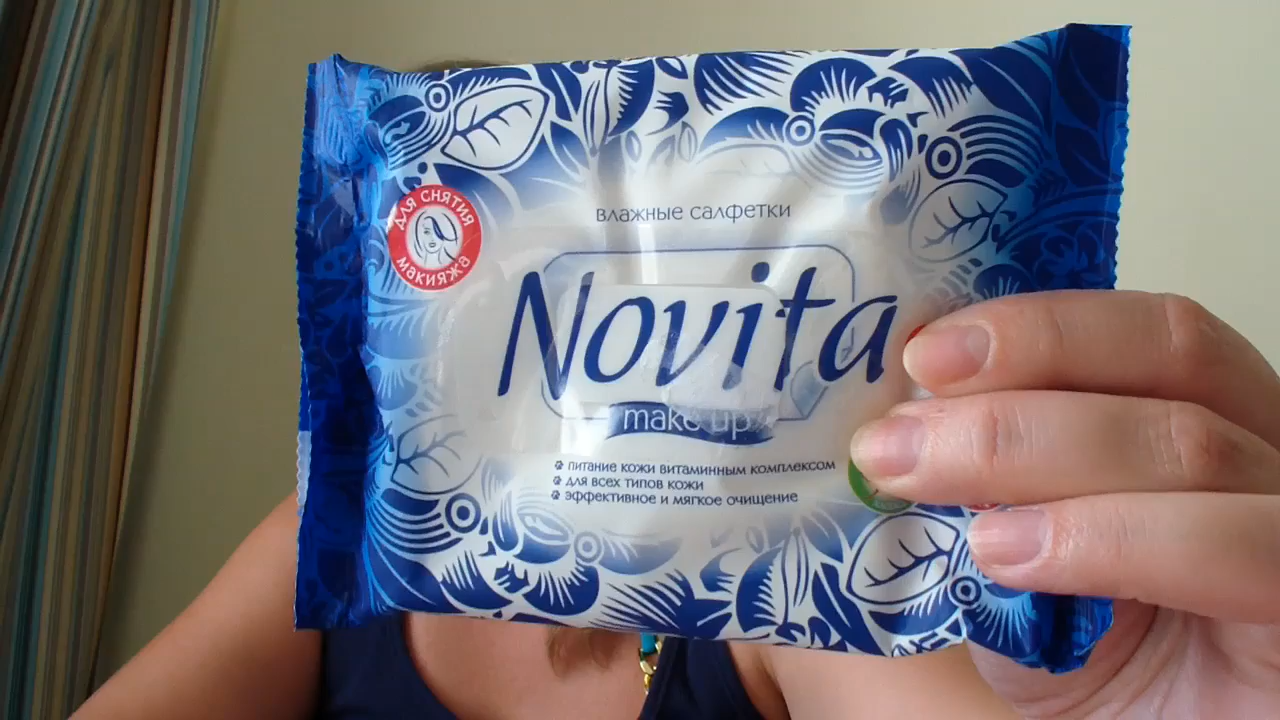 влажные салфетки
для снятия
макияжа
Novita
make up
питание кожи витаминным комплексом
для всех типов кожи
эффективное и мягкое очищение